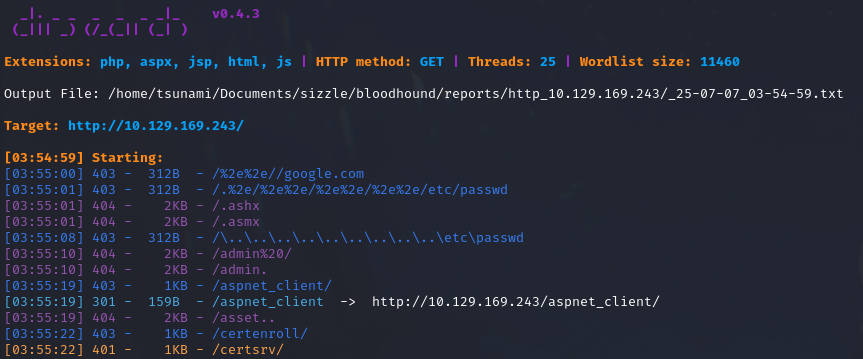 v0.4.3
Extensions: php, aspx, jsp, html, js | HTTP method: GET | Threads: 25 | Wordlist size: 11460
Output File: /home/tsunami/Documents/sizzle/bloodhound/reports/http_10.129.169.243/_25-07-07_03-54-59.txt
Target: http://10.129.169.243/
[03:54:59] Starting:
[03:55:00] 403 -  312B  - /%2e%2e//google.com
[03:55:01] 403 -  312B  - /.%2e/%2e%2e/%2e%2e/%2e%2e/etc/passwd
[03:55:01] 404 -    2KB - /.ashx
[03:55:01] 404 -    2KB - /.asmx
[03:55:08] 403 -  312B  - /\..\..\..\..\..\..\..\..\..\etc\passwd
[03:55:10] 404 -    2KB - /admin%20/
[03:55:10] 404 -    2KB - /admin.
[03:55:19] 403 -    1KB - /aspnet_client/
[03:55:19] 301 -  159B  - /aspnet_client  ->  http://10.129.169.243/aspnet_client/
[03:55:19] 404 -    2KB - /asset..
[03:55:22] 403 -    1KB - /certenroll/
[03:55:22] 401 -    1KB - /certsrv/